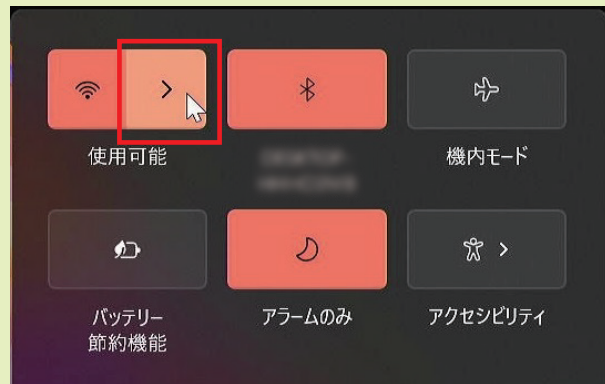 使用可能
機内モード
バッテリー
節約機能
アラームのみ
アクセシビリティ